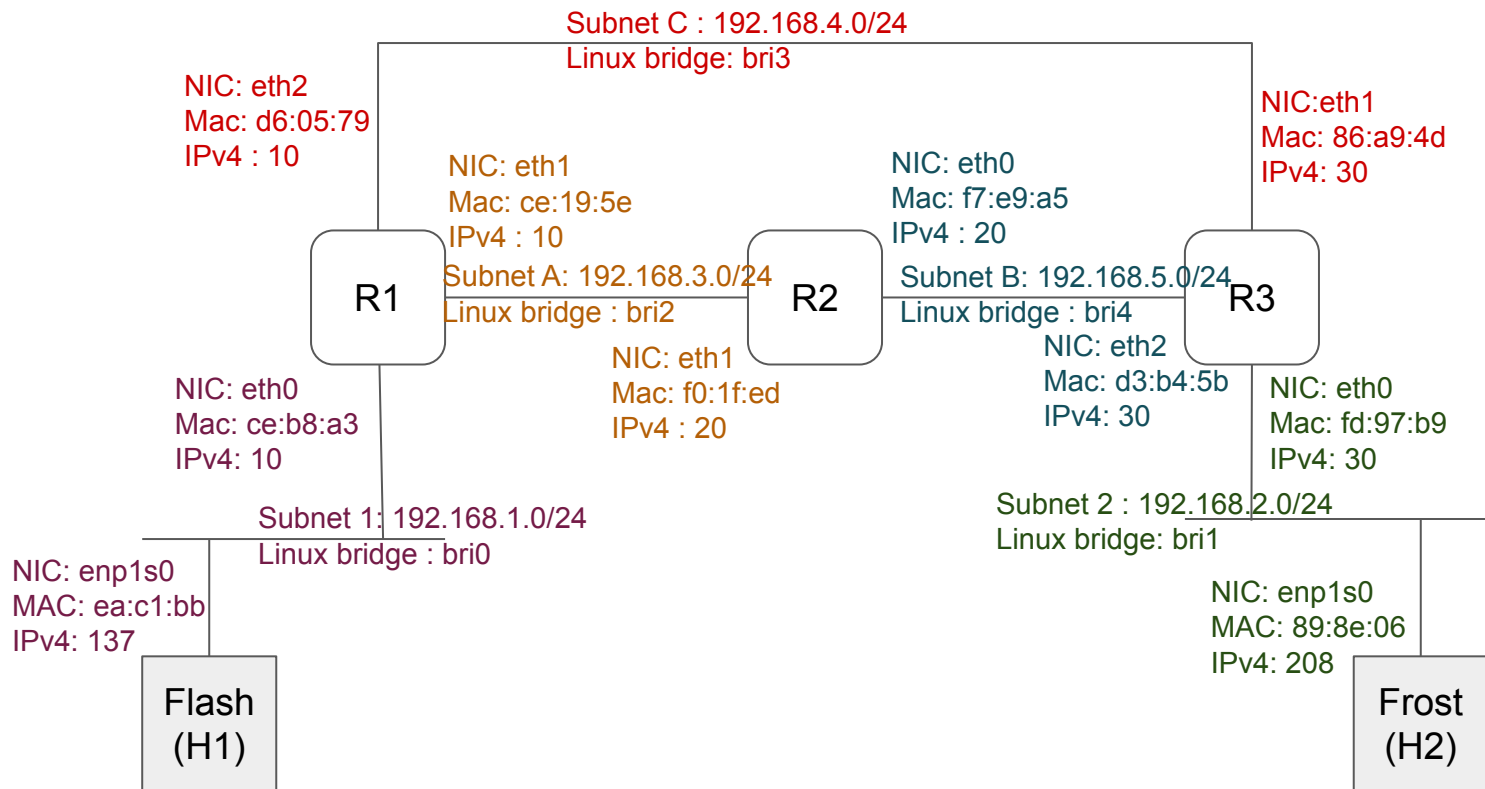 Subnet C : 192.168.4.0/24
Linux bridge: bri3
NIC: eth2
Mac: d6:05:79
IPv4 : 10
NIC:eth1
Mac: 86:a9:4d
IPv4: 30
NIC: eth1
Mac: ce:19:5e
IPv4 : 10
NIC: eth0
Mac: f7:e9:a5
IPv4 : 20
R1
Subnet A: 192.168.3.0/24
Linux bridge : bri2
R2
Subnet B: 192.168.5.0/24
Linux bridge : bri4
R3
NIC: eth1
Mac: f0:1f:ed
IPv4 : 20
NIC: eth2
Mac: d3:b4:5b
IPv4: 30
NIC: eth0
Mac: ce:b8:a3
IPv4: 10
NIC: eth0
Mac: fd:97:b9
IPv4: 30
Subnet 1: 192.168.1.0/24
Linux bridge : bri0
Subnet 2 : 192.168.2.0/24
Linux bridge: bri1
NIC: enp1s0
MAC: ea:c1:bb
IPv4: 137
NIC: enp1s0
MAC: 89:8e:06
IPv4: 208
Flash
(H1)
Frost
(H2)